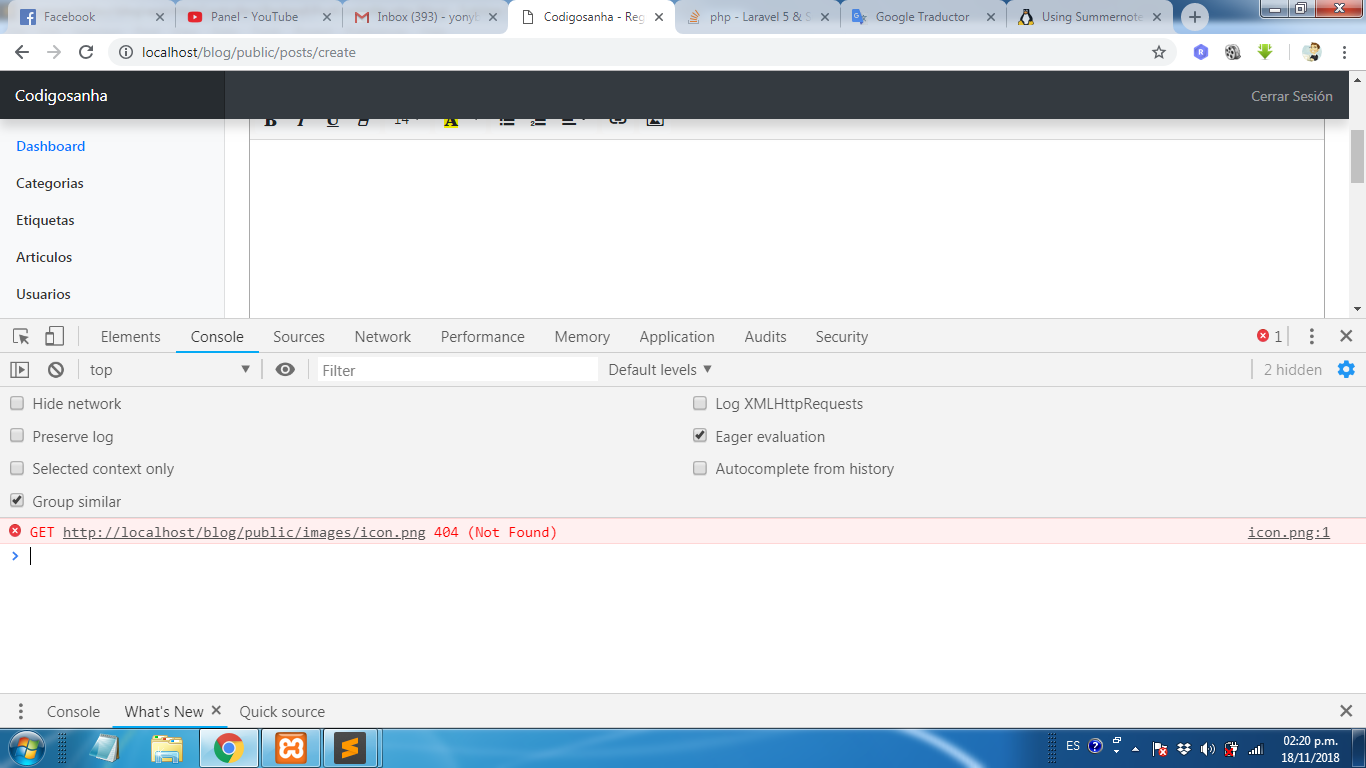 Facebook
Panel - YouTube
Inbox (393) - yonyb
Codigosanha - Reg
php - Laravel 5 & S
Google Traductor
Using Summernote
localhost/blog/public/posts/create
Codigosanha
Cerrar Sesión
B I U 14 A
Dashboard
Categorias
Etiquetas
Articulos
Usuarios
Elements Console Sources Network Performance Memory Application Audits Security 1
top Filter Default levels 2 hidden
Hide network
Log XMLHttpRequests
Preserve log
Eager evaluation
Selected context only
Autocomplete from history
Group similar
GET http://localhost/blog/public/images/icon.png 404 (Not Found) icon.png:1
Console What's New Quick source
ES
02:20 p.m.
18/11/2018